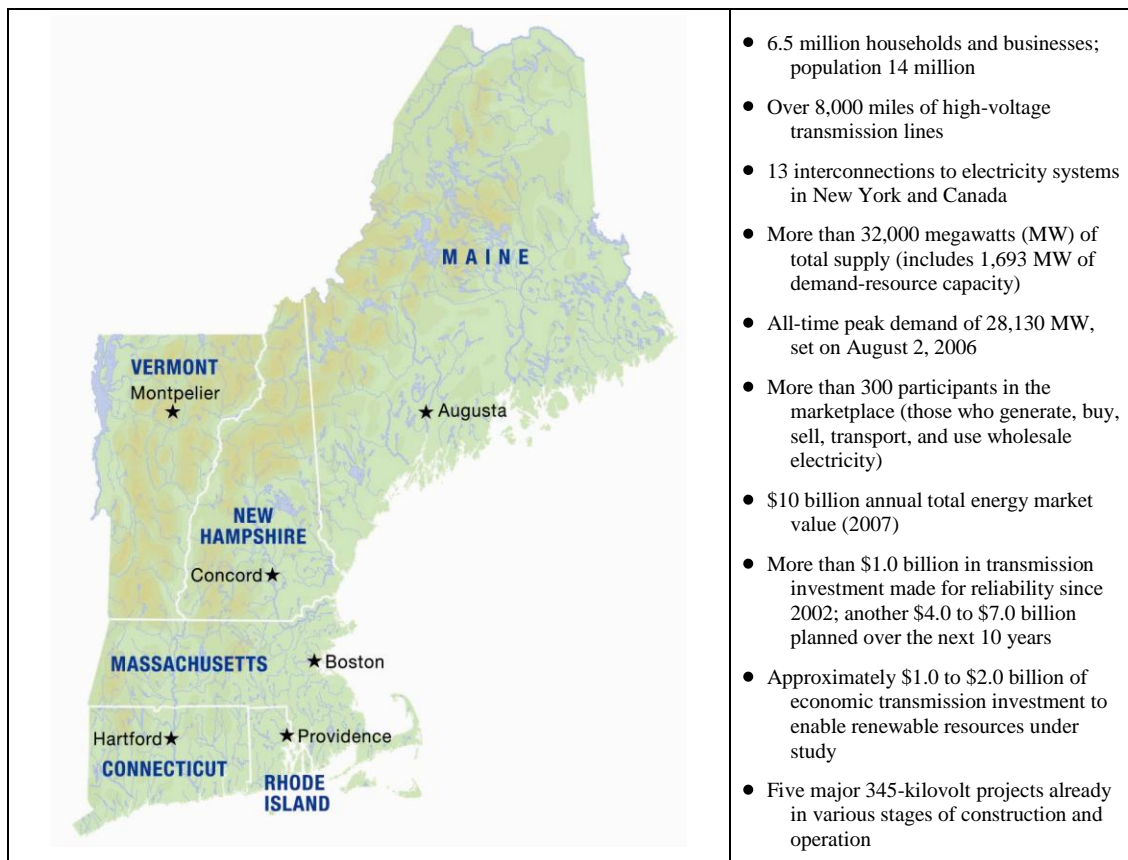 MAINE
VERMONT
Montpelier
Augusta
NEW
HAMPSHIRE
Concord
MASSACHUSETTS
Boston
Hartford
Providence
CONNECTICUT
RHODE
ISLAND
• 6.5 million households and businesses;
population 14 million
• Over 8,000 miles of high-voltage
transmission lines
• 13 interconnections to electricity systems
in New York and Canada
• More than 32,000 megawatts (MW) of
total supply (includes 1,693 MW of
demand-resource capacity)
• All-time peak demand of 28,130 MW,
set on August 2, 2006
• More than 300 participants in the
marketplace (those who generate, buy,
sell, transport, and use wholesale
electricity)
• $10 billion annual total energy market
value (2007)
• More than $1.0 billion in transmission
investment made for reliability since
2002; another $4.0 to $7.0 billion
planned over the next 10 years
• Approximately $1.0 to $2.0 billion of
economic transmission investment to
enable renewable resources under
study
• Five major 345-kilovolt projects already
in various stages of construction and
operation